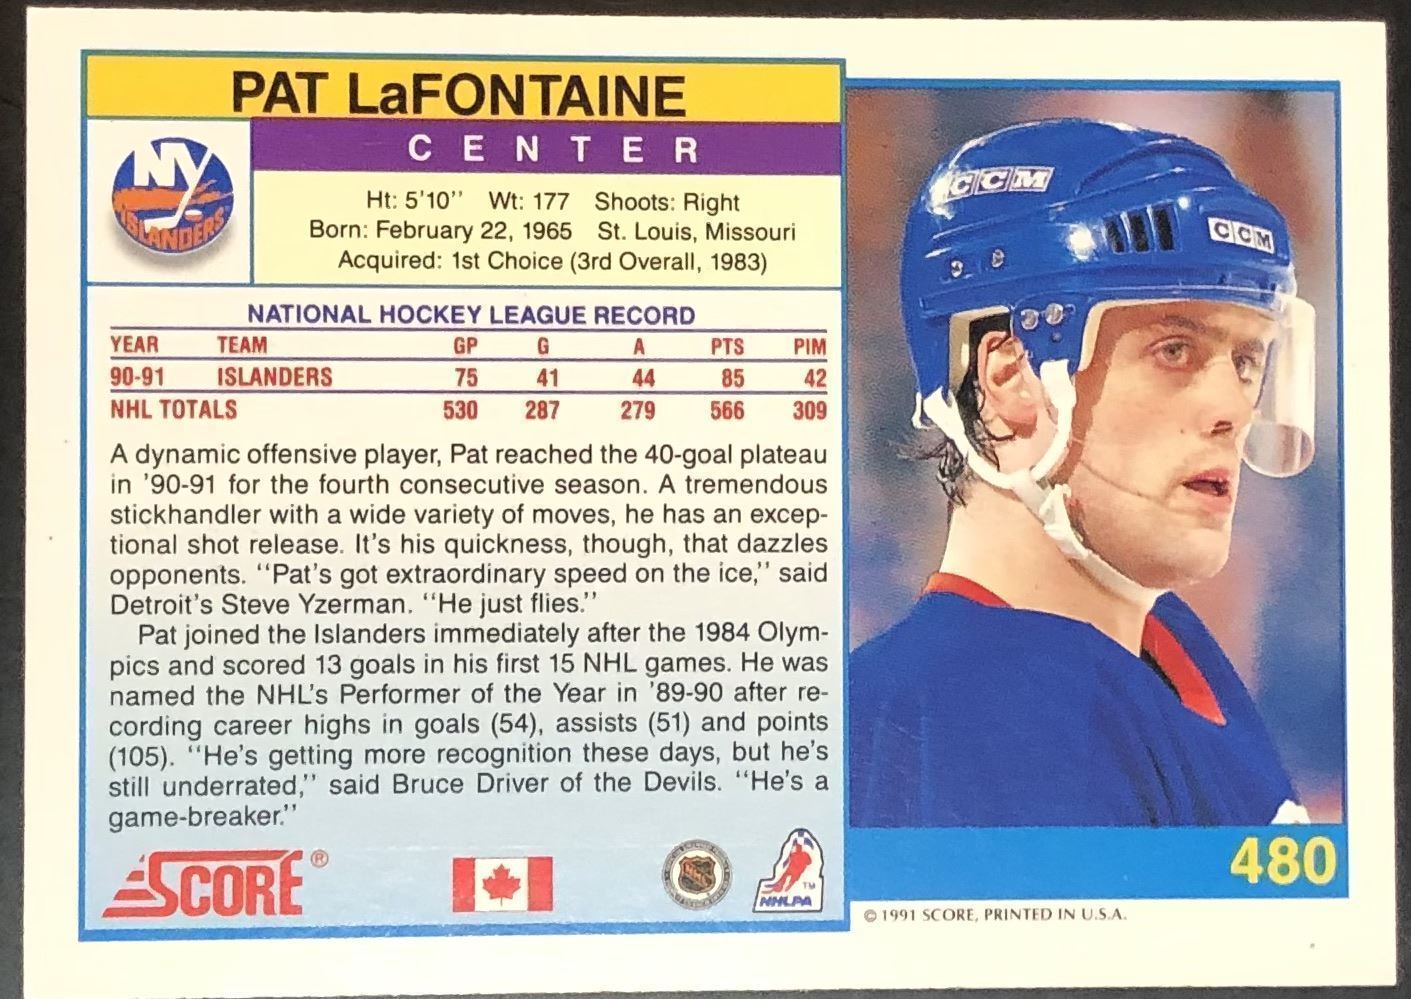 PAT LaFONTAINE
CENTER
NY
ISLANDERS
Ht: 5'10'' Wt: 177 Shoots: Right
Born: February 22, 1965 St. Louis, Missouri
Acquired: 1st Choice (3rd Overall, 1983)
NATIONAL HOCKEY LEAGUE RECORD
YEAR TEAM GP G A PTS PIM
90-91 ISLANDERS 75 41 44 85 42
NHL TOTALS 530 287 279 566 309
A dynamic offensive player, Pat reached the 40-goal plateau
in '90-91 for the fourth consecutive season. A tremendous
stickhandler with a wide variety of moves, he has an excep-
tional shot release. It's his quickness, though, that dazzles
opponents. ‘‘Pat's got extraordinary speed on the ice,'' said
Detroit's Steve Yzerman. ‘‘He just flies.''
Pat joined the Islanders immediately after the 1984 Olym-
pics and scored 13 goals in his first 15 NHL games. He was
named the NHL's Performer of the Year in '89-90 after re-
cording career highs in goals (54), assists (51) and points
(105). ‘‘He's getting more recognition these days, but he's
still underrated,'' said Bruce Driver of the Devils. ‘‘He's a
game-breaker.''
SCORE®
NHL
NHLPA TM
CCM
CCM
480
© 1991 SCORE, PRINTED IN U.S.A.